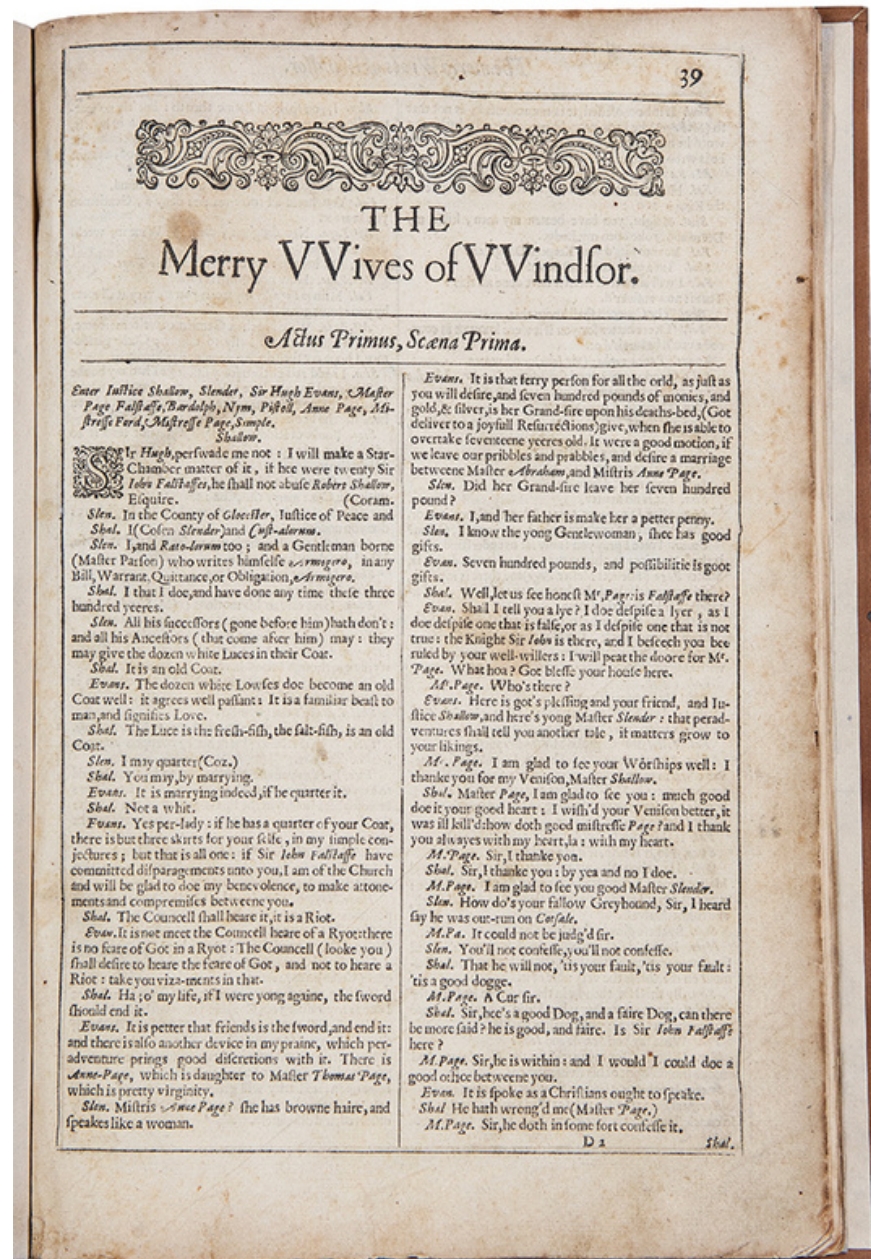 39
THE
Merry VVives of VVindſor.
Actus Primus, Scæna Prima.
Enter Iuſtice Shallow, Slender, Sir Hugh Evans, Maſter
Page Falſtaffe, Bardolph, Nym, Piſtoll, Anne Page, Mi-
ſtreſſe Ford, Miſtreſſe Page, Simple.
Shallow.
SIr Hugh, perſwade me not : I will make a Star-
Chamber matter of it, if hee were twenty Sir
Iohn Falſtaffes, he ſhall not abuſe Robert Shallow,
Eſquire. (Coram.
Slen. In the County of Gloceſter, Iuſtice of Peace and
Shal. I (Coſen Slender) and Cuſt-alorum.
Slen. I, and Rato-lorum too ; and a Gentleman borne
(Maſter Parſon) who writes himſelfe Armigero, in any
Bill, Warrant, Quittance, or Obligation, Armigero.
Shal. I that I doe, and have done any time theſe three
hundred yeeres.
Slen. All his ſucceſſors ( gone before him) hath don't :
and all his Anceſtors ( that come after him) may : they
may give the dozen white Luces in their Coat.
Shal. It is an old Coat.
Evans. The dozen white Lowſes doe become an old
Coat well : it agrees well paſſant : It is a familiar beaſt to
man, and ſignifies Love.
Shal. The Luce is the freſh-fiſh, the ſalt-fiſh, is an old
Coat.
Slen. I may quarter (Coz.)
Shal. You may, by marrying.
Evans. It is marrying indeed, if he quarter it.
Shal. Not a whit.
Evans. Yes per-lady : if he has a quarter of your Coat,
there is but three skirts for your ſelfe, in my ſimple con-
jectures ; but that is all one : if Sir Iohn Falſtaffe have
committed diſparagements unto you, I am of the Church
and will be glad to doe my benevolence, to make attone-
ments and compremiſes betweene you.
Shal. The Councell ſhall heare it, it is a Riot.
Evan. It is not meet the Councell heare of a Ryot : there
is no feare of Got in a Ryot : The Councell (looke you )
ſhall deſire to heare the feare of Got, and not to heare a
Riot : take you viza-ments in that.
Shal. Ha ; o' my life, if I were yong againe, the ſword
ſhould end it.
Evans. It is petter that friends is the ſword, and end it :
and there is alſo another device in my praine, which per-
adventure prings good diſcretions with it. There is
Anne-Page, which is daughter to Maſter Thomas Page,
which is pretty virginity.
Slen. Miſtris Anne Page ? ſhe has browne haire, and
ſpeakes like a woman.
Evans. It is that ferry perſon for all the orld, as juſt as
you will deſire, and ſeven hundred pounds of monies, and
gold, & ſilver, is her Grand-ſire upon his deaths-bed, (Got
deliver to a joyfull Reſurrections) give, when ſhe is able to
overtake ſeventeene yeeres old. It were a good motion, if
we leave our pribbles and prabbles, and deſire a marriage
betweene Maſter Abraham, and Miſtris Anne Page.
Slen. Did her Grand-ſire leave her ſeven hundred
pound ?
Evans. I, and her father is make her a petter penny.
Slen. I know the yong Gentlewoman, ſhee has good
gifts.
Evan. Seven hundred pounds, and poſſibilitie is goot
gifts.
Shal. Well, let us ſee honeſt Mr. Page : is Falſtaffe there?
Evan. Shall I tell you a lye ? I doe deſpiſe a lyer, as I
doe deſpiſe one that is falſe, or as I deſpiſe one that is not
true : the Knight Sir Iohn is there, and I beſeech you bee
ruled by your well-willers : I will peat the doore for Mr.
Page. What hoa ? Got bleſſe your houſe here.
Mr. Page. Who's there ?
Evans. Here is got's pleſſing and your friend, and Iu-
ſtice Shallow, and here's yong Maſter Slender : that perad-
ventures ſhall tell you another tale, if matters grow to
your likings.
Mr. Page. I am glad to ſee your Worſhips well : I
thanke you for my Veniſon, Maſter Shallow.
Shal. Maſter Page, I am glad to ſee you : much good
doe it your good heart : I wiſh'd your Veniſon better, it
was ill kill'd : how doth good miſtreſſe Page ? and I thank
you alwayes with my heart, la : with my heart.
M. Page. Sir, I thanke you.
Shal. Sir, I thanke you : by yea and no I doe.
M. Page. I am glad to ſee you good Maſter Slender.
Slen. How do's your fallow Greyhound, Sir, I heard
ſay he was out-run on Cotſale.
M. Pa. It could not be judg'd ſir.
Slen. You'll not confeſſe, you'll not confeſſe.
Shal. That he will not, 'tis your fault, 'tis your fault :
'tis a good dogge.
M. Page. A Cur ſir.
Shal. Sir, hee's a good Dog, and a faire Dog, can there
be more ſaid ? he is good, and faire. Is Sir Iohn Falſtaffe
here ?
M. Page. Sir, he is within : and I would I could doe a
good office betweene you.
Evan. It is ſpoke as a Chriſtians ought to ſpeake.
Shal He hath wrong'd me (Maſter Page.)
M. Page. Sir, he doth in ſome ſort confeſſe it.
D 2 Shal.